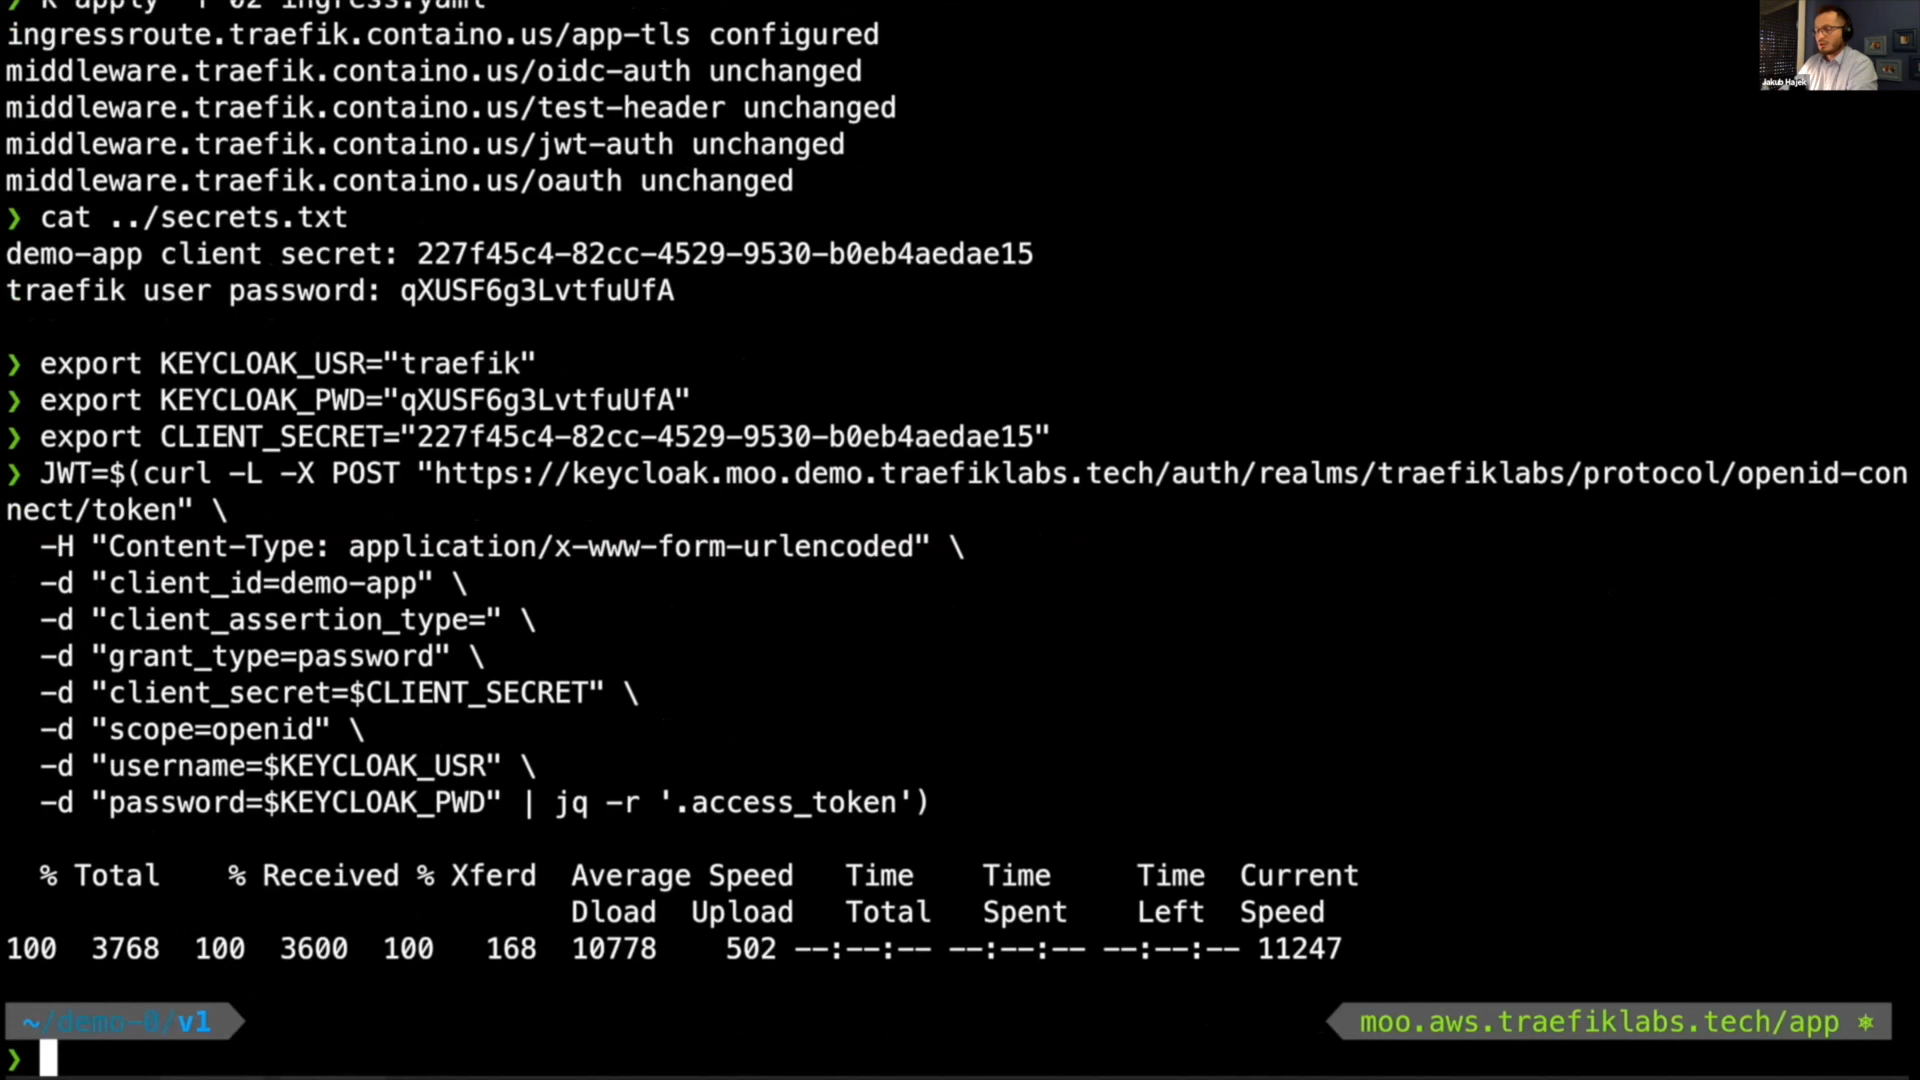 ❯ k apply -f 02-ingress.yaml
ingressroute.traefik.containo.us/app-tls configured
middleware.traefik.containo.us/oidc-auth unchanged
middleware.traefik.containo.us/test-header unchanged
middleware.traefik.containo.us/jwt-auth unchanged
middleware.traefik.containo.us/oauth unchanged
❯ cat ../secrets.txt
demo-app client secret: 227f45c4-82cc-4529-9530-b0eb4aedae15
traefik user password: qXUSF6g3LvtfuUfA
❯ export KEYCLOAK_USR="traefik"
❯ export KEYCLOAK_PWD="qXUSF6g3LvtfuUfA"
❯ export CLIENT_SECRET="227f45c4-82cc-4529-9530-b0eb4aedae15"
❯ JWT=$(curl -L -X POST "https://keycloak.moo.demo.traefiklabs.tech/auth/realms/traefiklabs/protocol/openid-con
nect/token" \
-H "Content-Type: application/x-www-form-urlencoded" \
-d "client_id=demo-app" \
-d "client_assertion_type=" \
-d "grant_type=password" \
-d "client_secret=$CLIENT_SECRET" \
-d "scope=openid" \
-d "username=$KEYCLOAK_USR" \
-d "password=$KEYCLOAK_PWD" | jq -r '.access_token')
% Total % Received % Xferd Average Speed Time Time Time Current
Dload Upload Total Spent Left Speed
100 3768 100 3600 100 168 10778 502 --:--:-- --:--:-- --:--:-- 11247
~/demo-0/v1 moo.aws.traefiklabs.tech/app ⎈
❯
Jakub Hajek